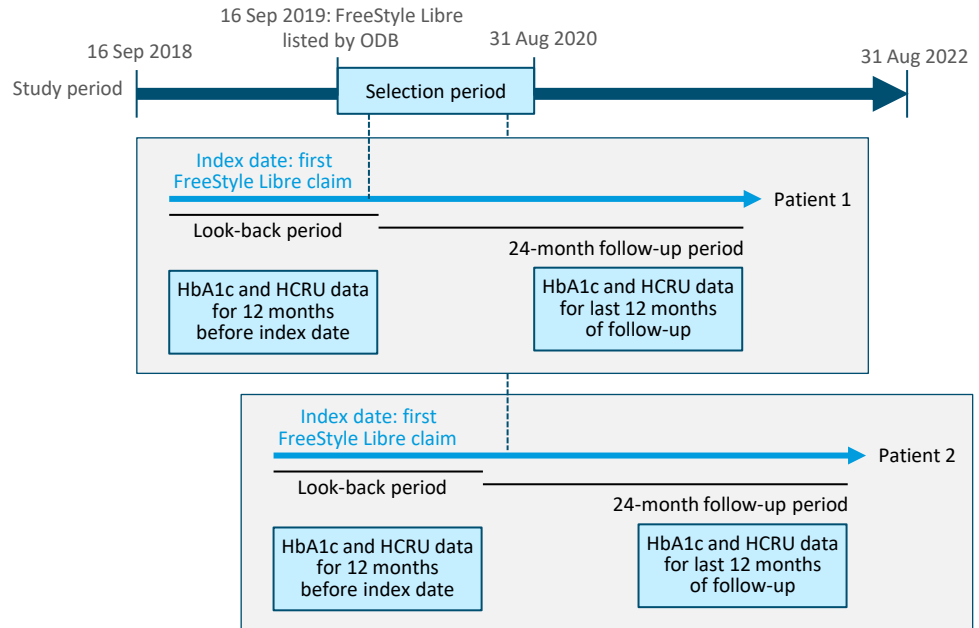 16 Sep 2019: FreeStyle Libre
listed by ODB
16 Sep 2018
31 Aug 2020
31 Aug 2022
Study period
Selection period
Index date: first
FreeStyle Libre claim
Patient 1
Look-back period
24-month follow-up period
HbA1c and HCRU data
for 12 months
before index date
HbA1c and HCRU data
for last 12 months
of follow-up
Index date: first
FreeStyle Libre claim
Patient 2
Look-back period
24-month follow-up period
HbA1c and HCRU data
for 12 months
before index date
HbA1c and HCRU data
for last 12 months
of follow-up